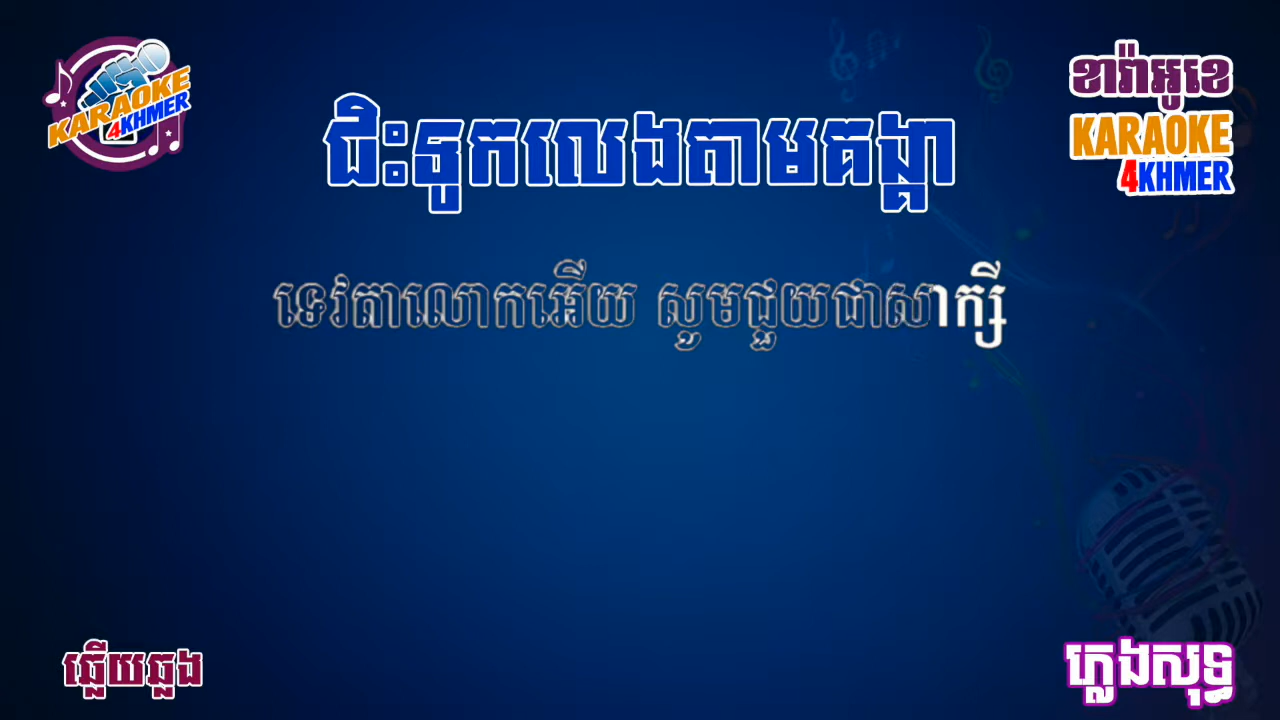 KARAOKE
4KHMER
ខារ៉ាអូខេ
KARAOKE
4KHMER
ជិះទូកលេងតាមគង្គា
ទេវតាលោកអើយ សូមជួយជាសាក្សី
ឆ្លើយឆ្លង
ភ្លេងសុទ្ធ